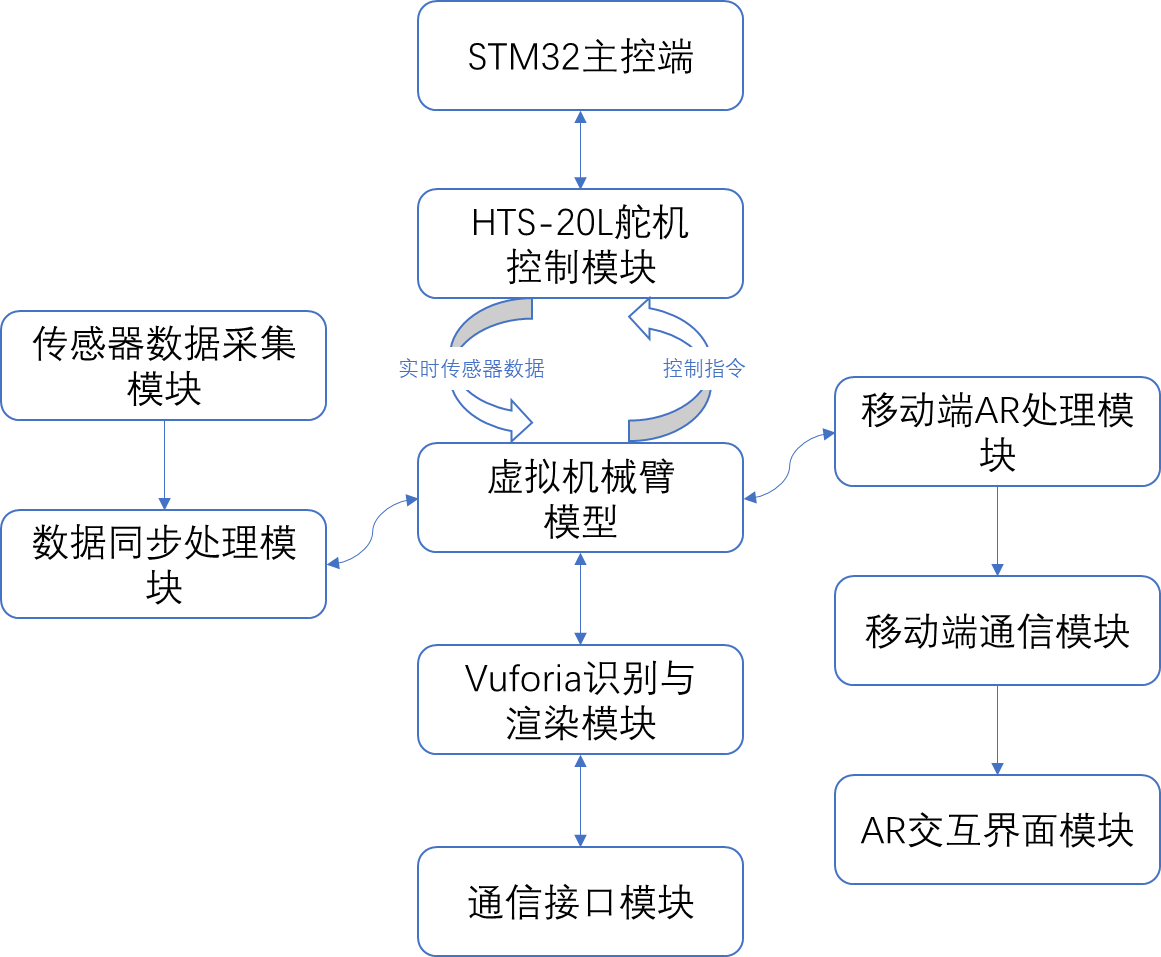 STM32主控端
HTS-20L舵机
控制模块
传感器数据采集
模块
实时传感器数据
控制指令
移动端AR处理模
块
虚拟机械臂
模型
数据同步处理模
块
移动端通信模块
Vuforia识别与
渲染模块
AR交互界面模块
通信接口模块